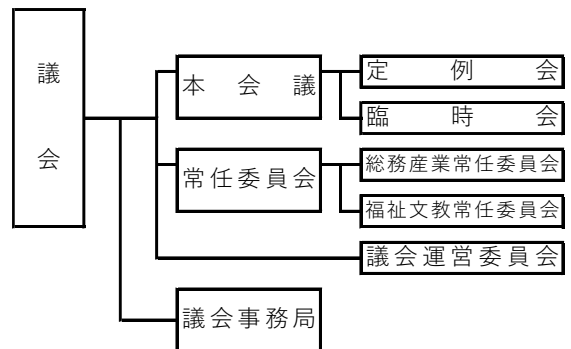 議会
本会議
定例会
臨時会
常任委員会
総務産業常任委員会
福祉文教常任委員会
議会運営委員会
議会事務局